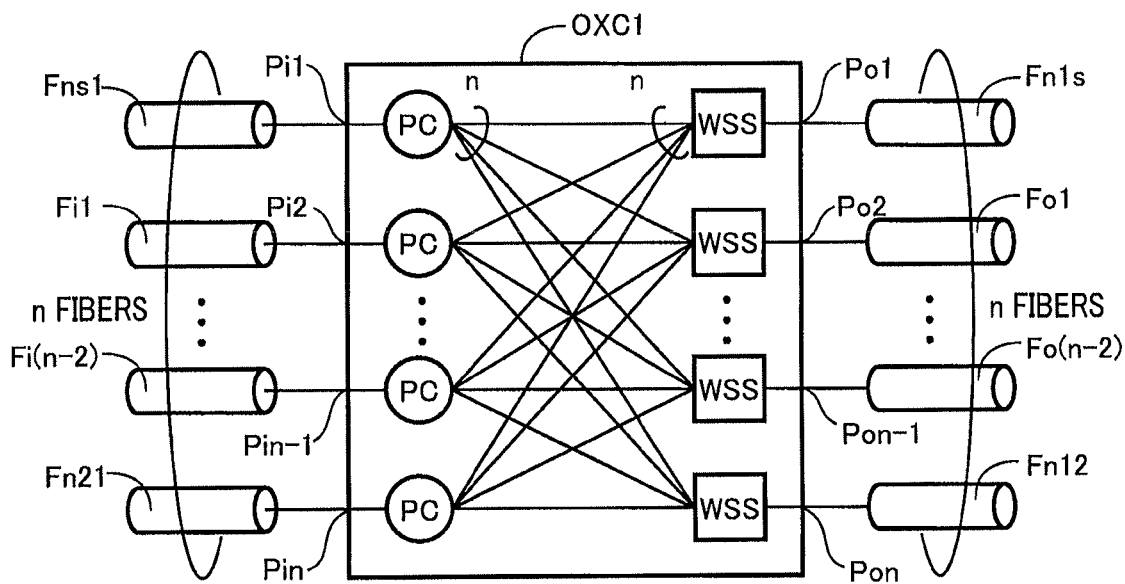 OXC1
Fns1
Pi1
n
n
Po1
Fn1s
PC
WSS
Fi1
Pi2
Po2
Fo1
PC
WSS
n FIBERS
n FIBERS
Fi(n-2)
Fo(n-2)
PC
WSS
Pin-1
Pon-1
Fn21
Fn12
PC
WSS
Pin
Pon